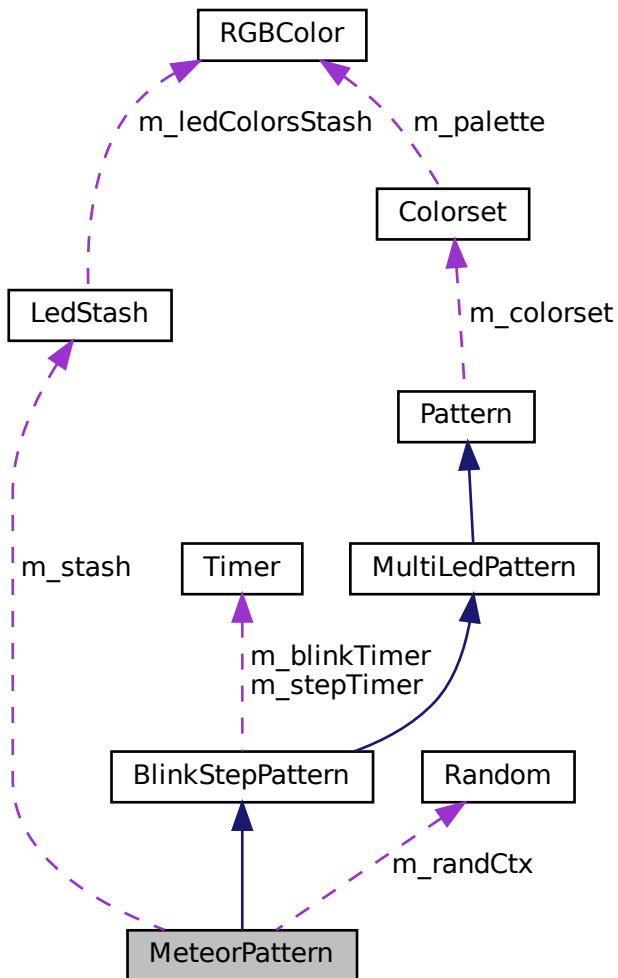 RGBColor
m_ledColorsStash
m_palette
Colorset
LedStash
m_colorset
Pattern
m_stash
Timer
MultiLedPattern
m_blinkTimer
m_stepTimer
BlinkStepPattern
Random
m_randCtx
MeteorPattern